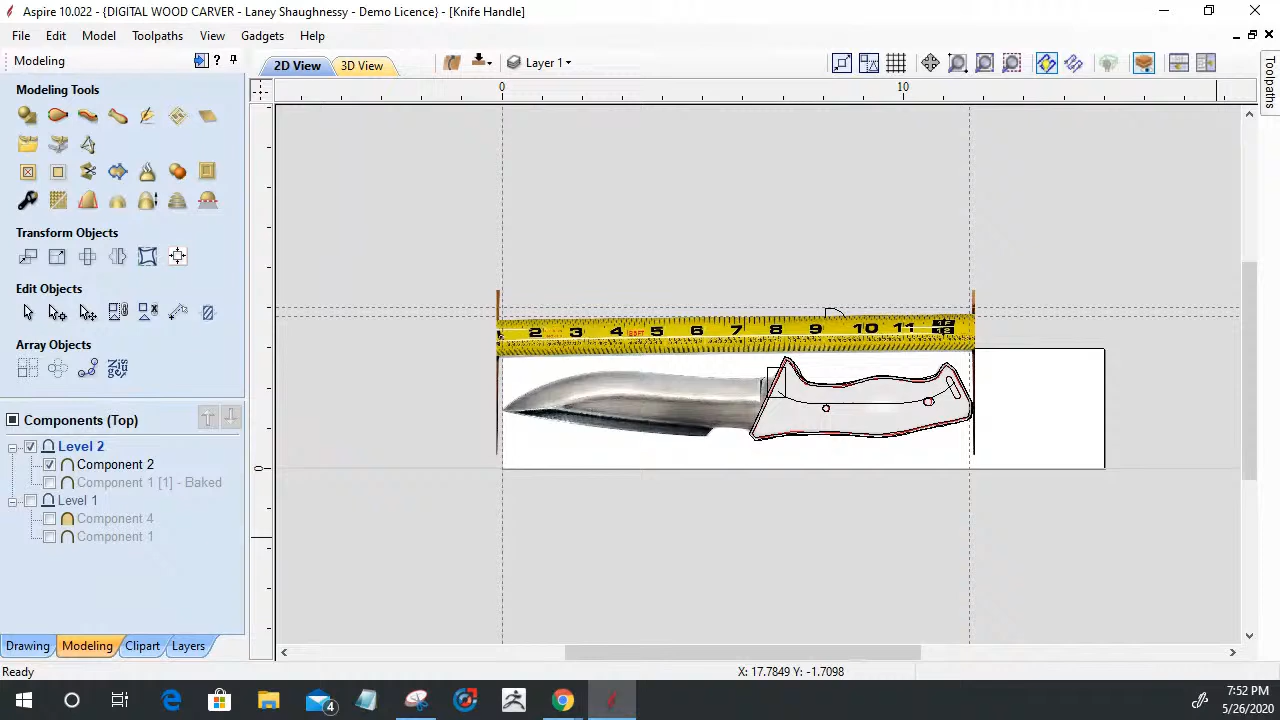 Aspire 10.022 - {DIGITAL WOOD CARVER - Laney Shaughnessy - Demo Licence} - [Knife Handle]
File Edit Model Toolpaths View Gadgets Help
Modeling
2D View
3D View
Layer 1
Toolpaths
Modeling Tools
0 10
Transform Objects
Edit Objects
2 3 4 5 6 7 8 9 10 11
Array Objects
Components (Top)
Level 2
Component 2
Component 1 [1] - Baked
Level 1
Component 4
Component 1
0
Drawing Modeling Clipart Layers
Ready
X: 17.7849 Y: -1.7098
4
7:52 PM
5/26/2020